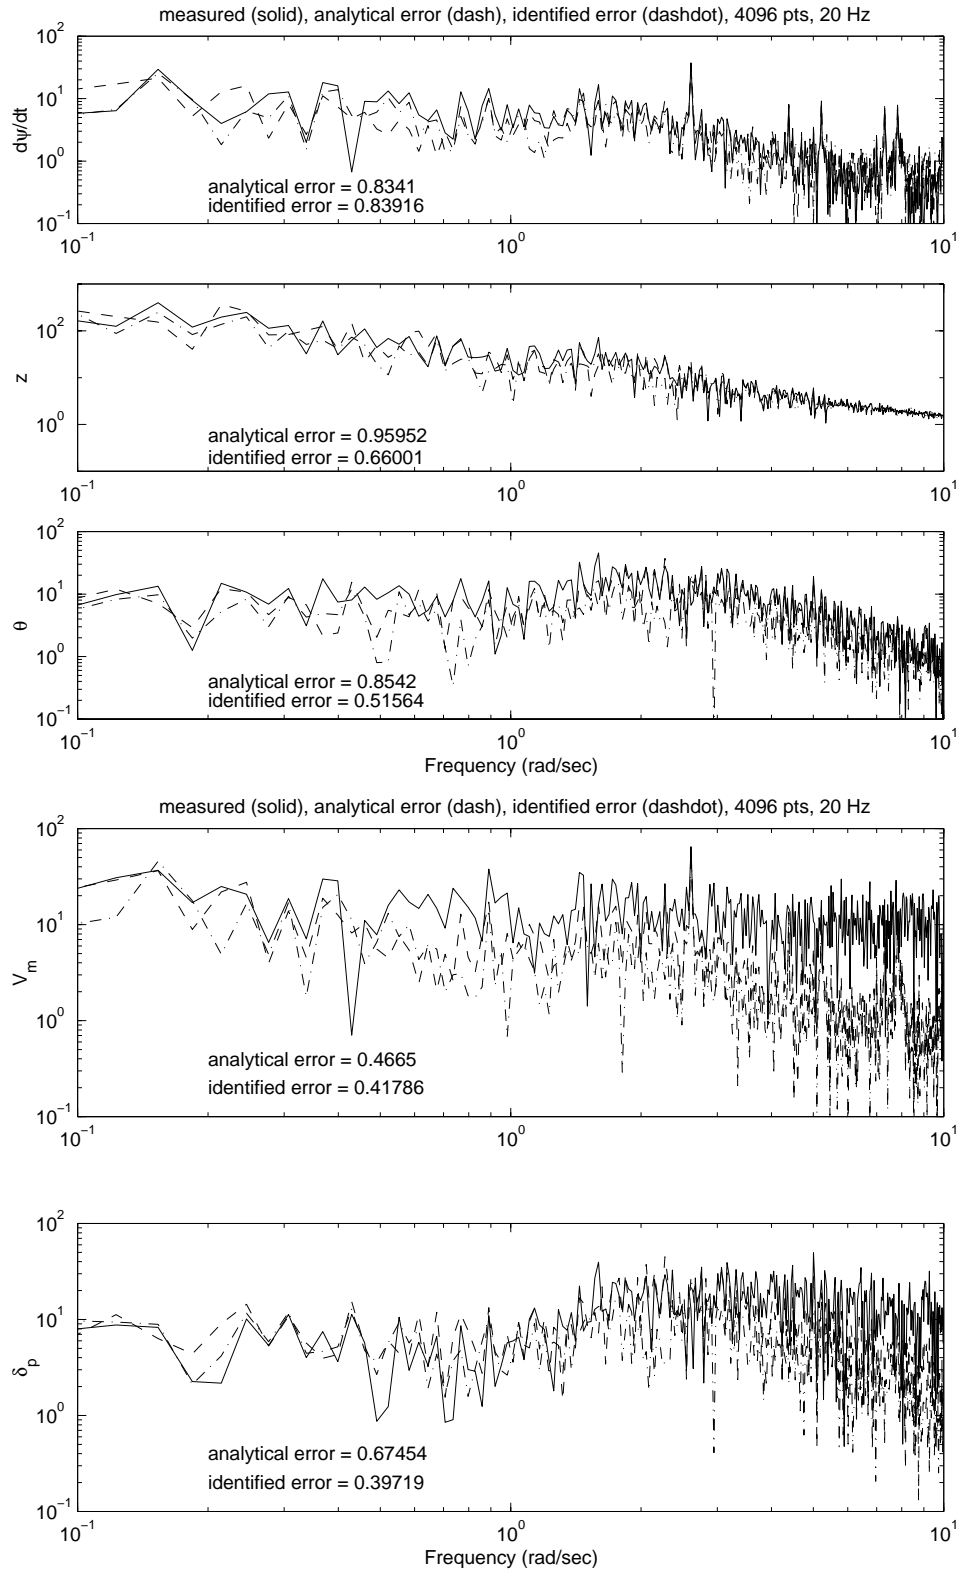 measured (solid), analytical error (dash), identified error (dashdot), 4096 pts, 20 Hz
10^2
10^1
10^0
10^-1
dψ/dt
analytical error = 0.8341
identified error = 0.83916
10^-1 10^0 10^1
10^2
10^0
z
analytical error = 0.95952
identified error = 0.66001
10^-1 10^0 10^1
10^2
10^1
10^0
10^-1
θ
analytical error = 0.8542
identified error = 0.51564
10^-1 10^0 10^1
Frequency (rad/sec)
measured (solid), analytical error (dash), identified error (dashdot), 4096 pts, 20 Hz
10^2
10^1
10^0
10^-1
V_m
analytical error = 0.4665
identified error = 0.41786
10^-1 10^0 10^1
10^2
10^1
10^0
10^-1
δ_p
analytical error = 0.67454
identified error = 0.39719
10^-1 10^0 10^1
Frequency (rad/sec)